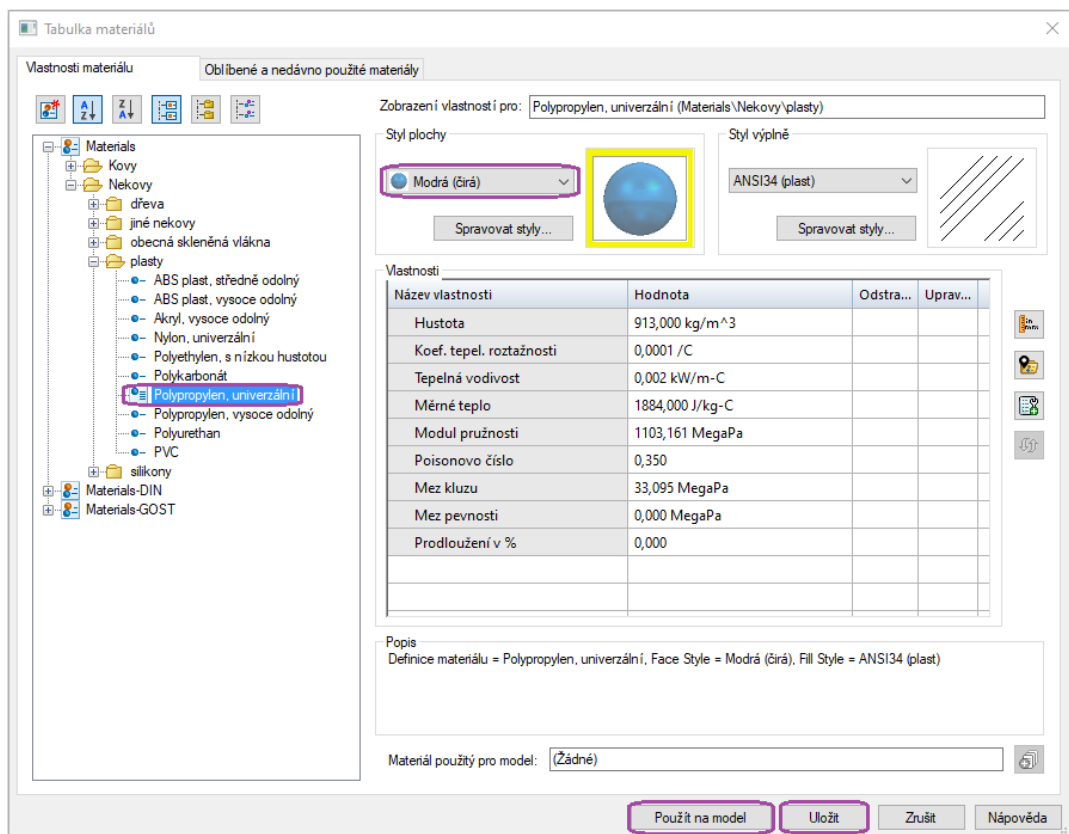 Tabulka materiálů
Vlastnosti materiálu
Oblíbené a nedávno použité materiály
Zobrazení vlastností pro: Polypropylen, univerzální (Materials\Nekovy\plasty)
Materials
Kovy
Nekovy
dřeva
jiné nekovy
obecná skleněná vlákna
plasty
ABS plast, středně odolný
ABS plast, vysoce odolný
Akryl, vysoce odolný
Nylon, univerzální
Polyethylen, s nízkou hustotou
Polykarbonát
Polypropylen, univerzální
Polypropylen, vysoce odolný
Polyurethan
PVC
silikony
Materials-DIN
Materials-GOST
Styl plochy
Modrá (čirá)
Spravovat styly...
Styl výplně
ANSI34 (plast)
Spravovat styly...
Vlastnosti
Název vlastnosti Hodnota Odstra... Uprav...
Hustota 913,000 kg/m^3
Koef. tepel. roztažnosti 0,0001 /C
Tepelná vodivost 0,002 kW/m-C
Měrné teplo 1884,000 J/kg-C
Modul pružnosti 1103,161 MegaPa
Poisonovo číslo 0,350
Mez kluzu 33,095 MegaPa
Mez pevnosti 0,000 MegaPa
Prodloužení v % 0,000
in
mm
Popis
Definice materiálu = Polypropylen, univerzální, Face Style = Modrá (čirá), Fill Style = ANSI34 (plast)
Materiál použitý pro model: (Žádné)
Použít na model Uložit Zrušit Nápověda